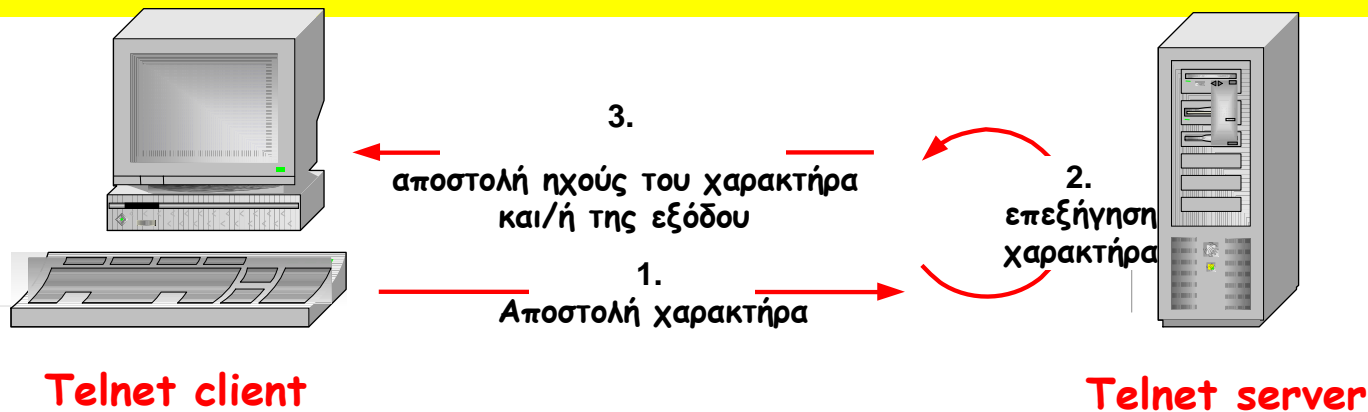 3.
αποστολή ηχούς του χαρακτήρα
και/ή της εξόδου
2.
επεξήγηση
χαρακτήρα
1.
Αποστολή χαρακτήρα
Telnet client
Telnet server